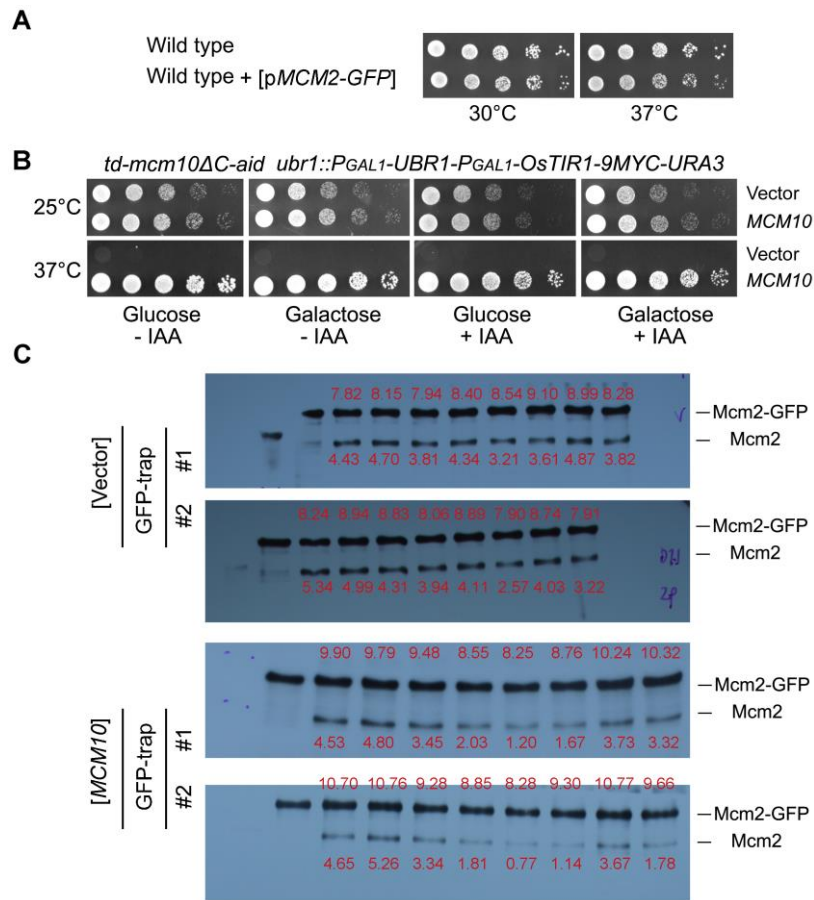 A
Wild type
Wild type + [pMCM2-GFP]
30°C 37°C
B
td-mcm10ΔC-aid ubr1::PGAL1-UBR1-PGAL1-OsTIR1-9MYC-URA3
25°C Vector
MCM10
37°C Vector
MCM10
Glucose Galactose Glucose Galactose
- IAA - IAA + IAA + IAA
C
[Vector]
GFP-trap
#1
7.82 8.15 7.94 8.40 8.54 9.10 8.99 8.28
Mcm2-GFP
Mcm2
4.43 4.70 3.81 4.34 3.21 3.61 4.87 3.82
#2
8.24 8.94 8.83 8.06 8.89 7.90 8.74 7.91
Mcm2-GFP
Mcm2
5.34 4.99 4.31 3.94 4.11 2.57 4.03 3.22
[MCM10]
GFP-trap
#1
9.90 9.79 9.48 8.55 8.25 8.76 10.24 10.32
Mcm2-GFP
Mcm2
4.53 4.80 3.45 2.03 1.20 1.67 3.73 3.32
#2
10.70 10.76 9.28 8.85 8.28 9.30 10.77 9.66
Mcm2-GFP
Mcm2
4.65 5.26 3.34 1.81 0.77 1.14 3.67 1.78